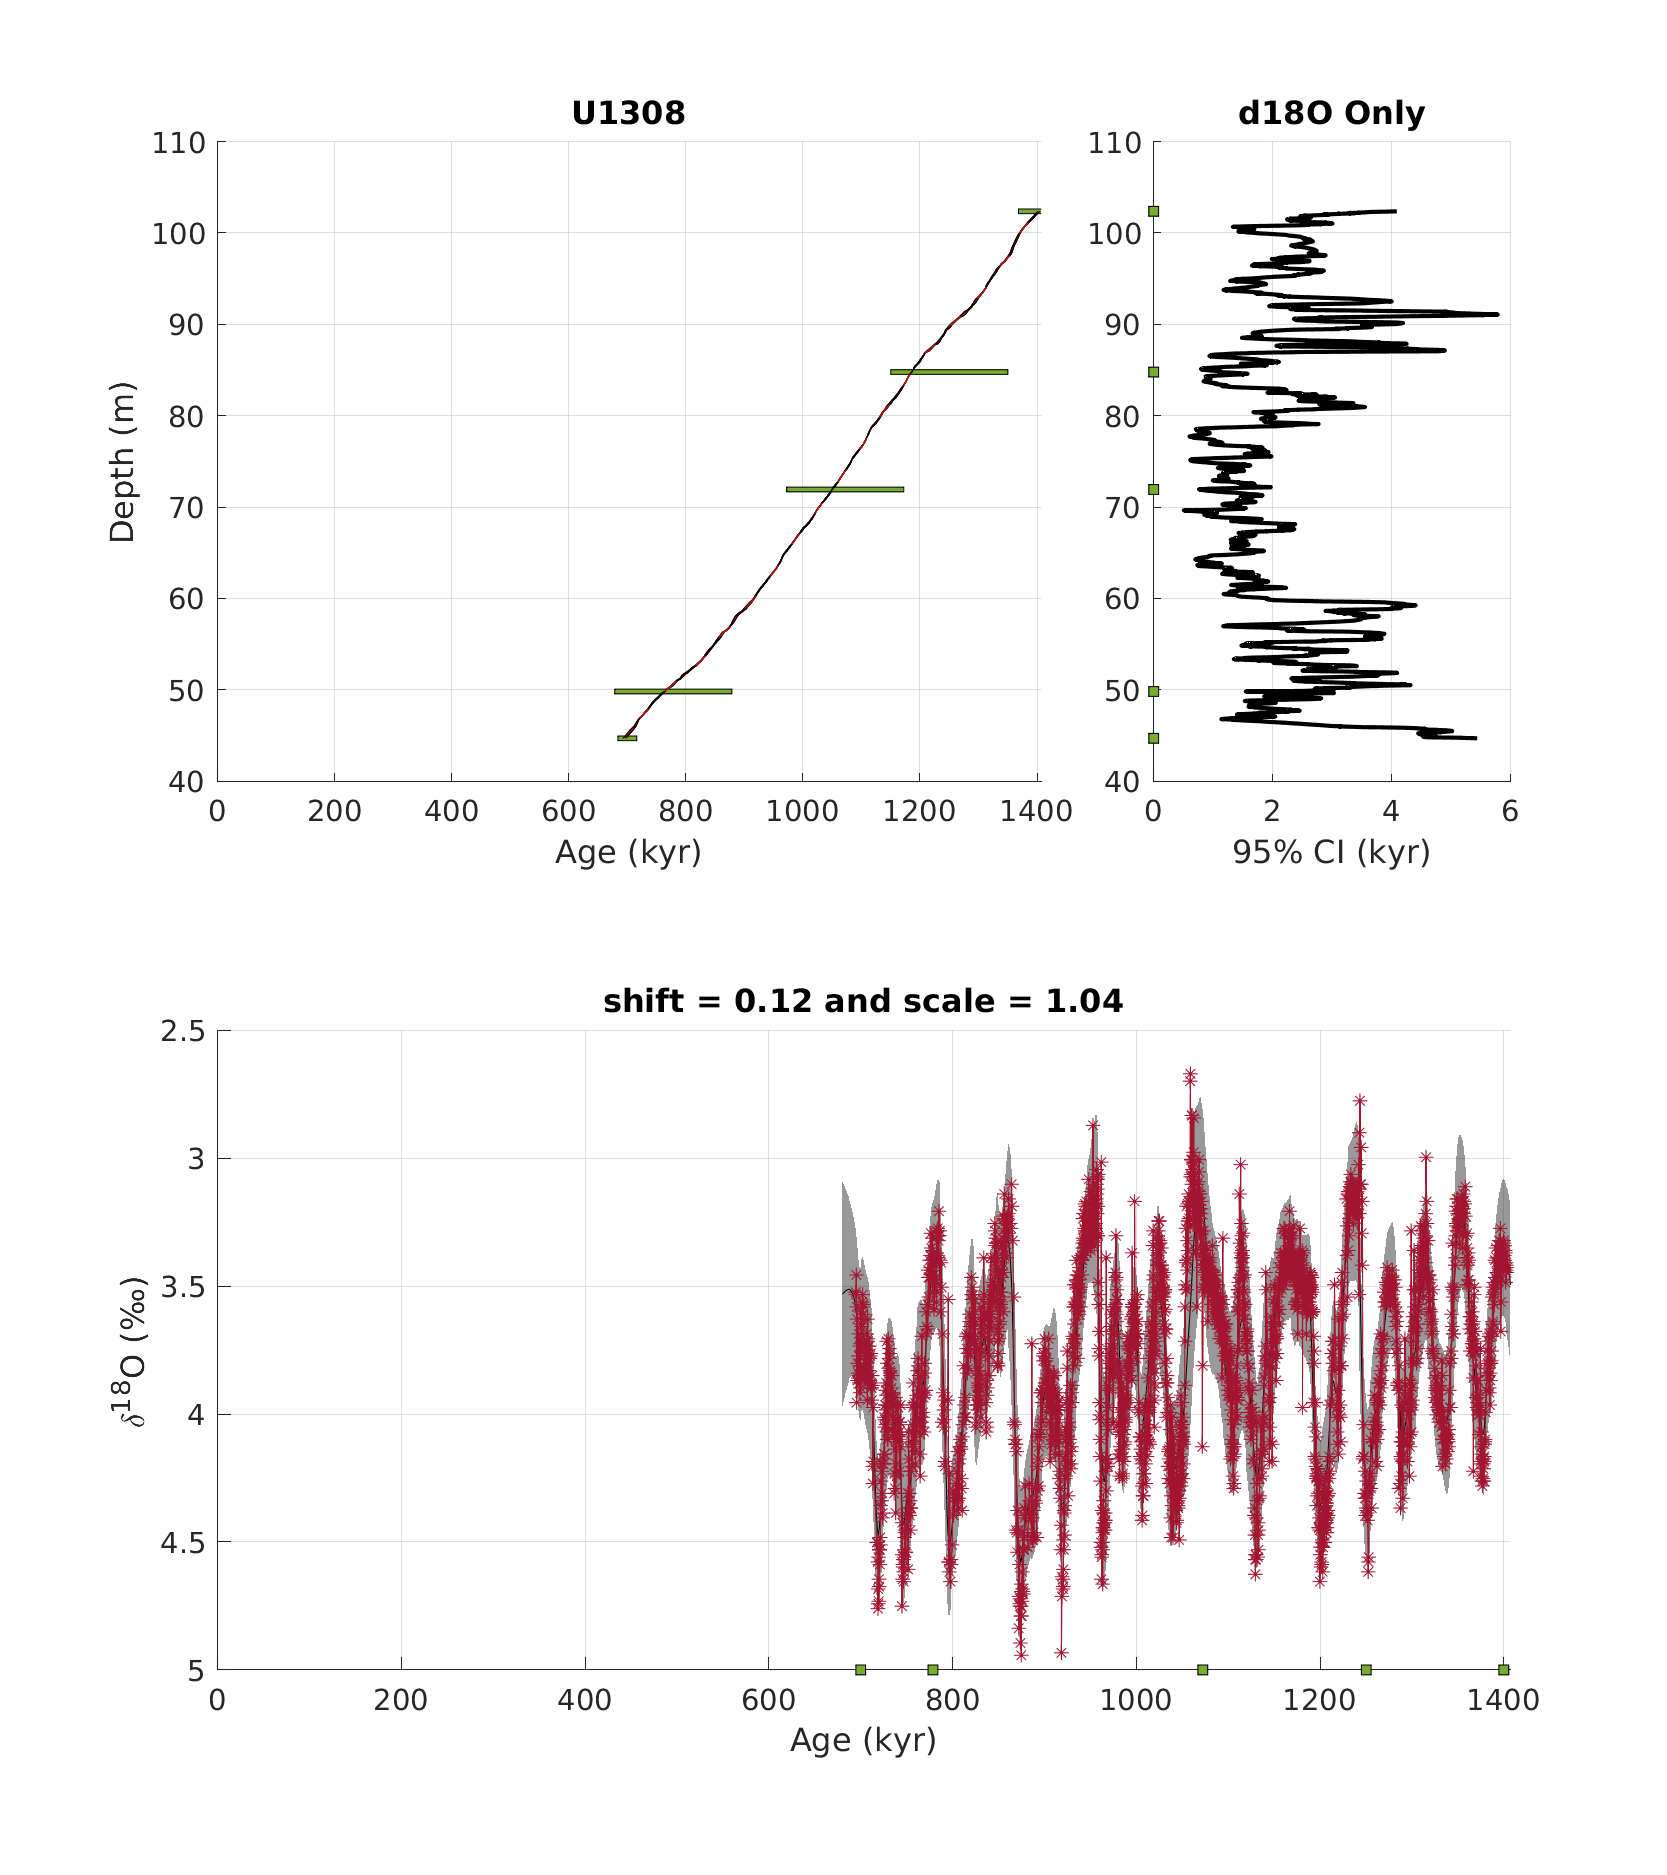 U1308
d18O Only
110
100
90
80
70
60
50
40
Depth (m)
0 200 400 600 800 1000 1200 1400
Age (kyr)
110
100
90
80
70
60
50
40
0 2 4 6
95% CI (kyr)
shift = 0.12 and scale = 1.04
2.5
3
3.5
4
4.5
5
δ¹⁸O (‰)
0 200 400 600 800 1000 1200 1400
Age (kyr)